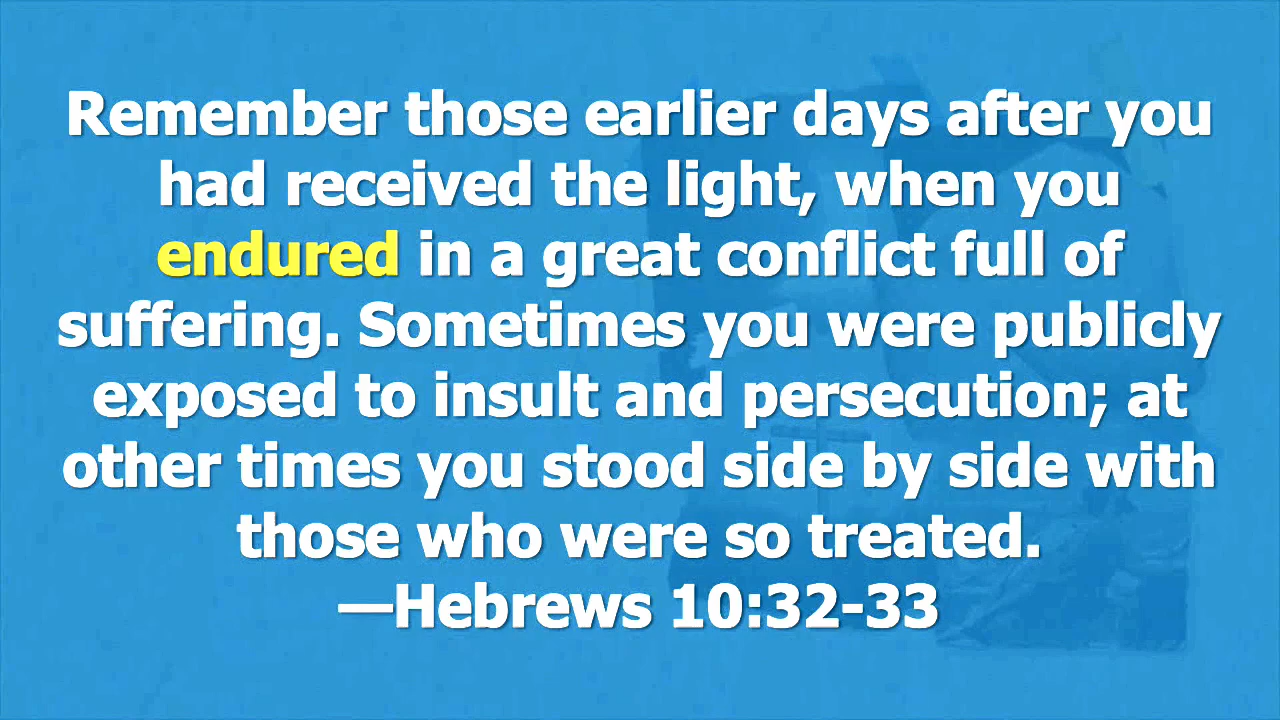 Remember those earlier days after you
had received the light, when you
endured in a great conflict full of
suffering. Sometimes you were publicly
exposed to insult and persecution; at
other times you stood side by side with
those who were so treated.
—Hebrews 10:32-33